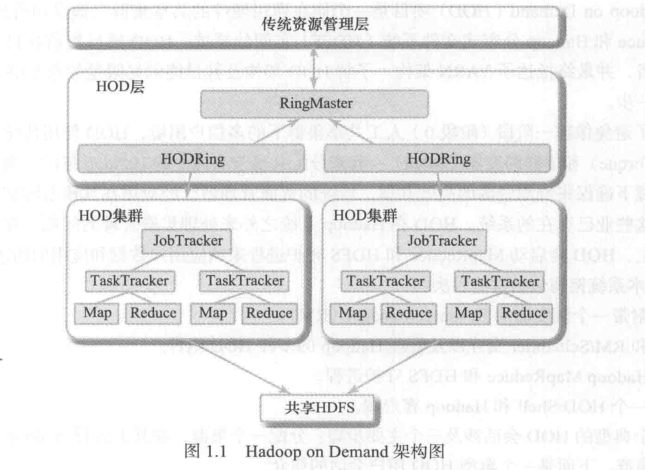 传统资源管理层
HOD层
RingMaster
HODRing HODRing
HOD集群 HOD集群
JobTracker JobTracker
TaskTracker TaskTracker TaskTracker TaskTracker
Map Reduce Map Reduce Map Reduce Map Reduce
共享HDFS
图 1.1 Hadoop on Demand 架构图